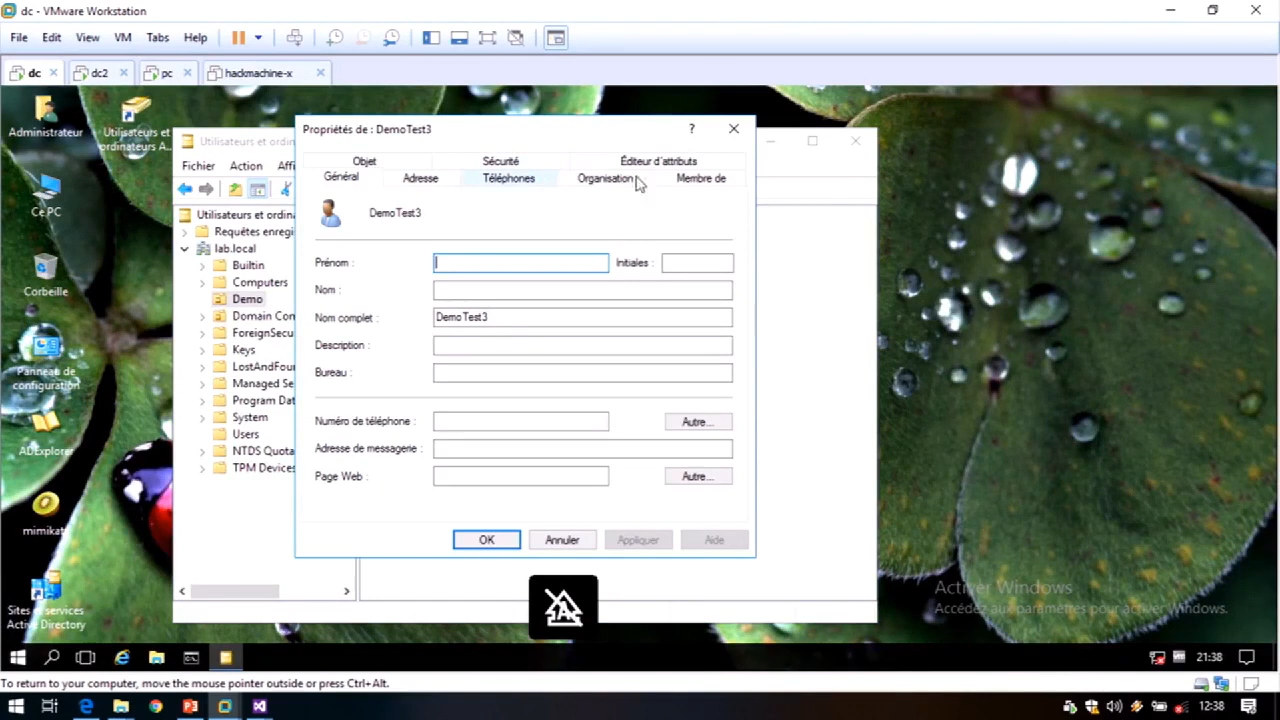 dc - VMware Workstation
File Edit View VM Tabs Help
dc dc2 pc hackmachine-x
Administrateur
Utilisateurs et
ordinateurs A...
Ce PC
Corbeille
Panneau de
configuration
ADExplorer
mimikat
Sites et services
Active Directory
Utilisateurs et ordi
Fichier Action Affi
Utilisateurs et ordina
Requêtes enregi
lab.local
Builtin
Computers
Demo
Domain Con
ForeignSecu
Keys
LostAndFou
Managed Se
Program Dat
System
Users
NTDS Quota
TPM Devices
Propriétés de : DemoTest3
Objet Sécurité Éditeur d'attributs
Général Adresse Téléphones Organisation Membre de
DemoTest3
Prénom : Initiales :
Nom :
Nom complet : DemoTest3
Description :
Bureau :
Numéro de téléphone : Autre...
Adresse de messagerie :
Page Web : Autre...
OK Annuler Appliquer Aide
Activer Windows
Accédez aux paramètres pour activer Windows.
21:38
To return to your computer, move the mouse pointer outside or press Ctrl+Alt.
12:38